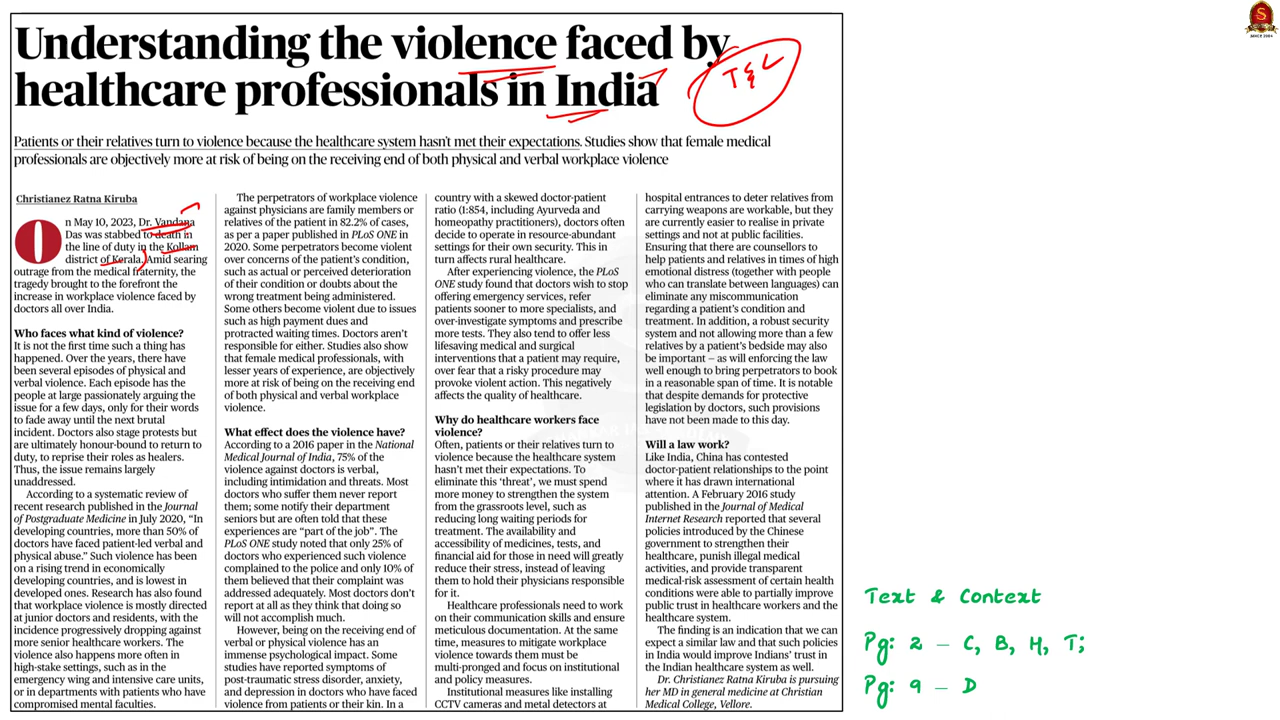 Understanding the violence faced by
healthcare professionals in India
T & L
Patients or their relatives turn to violence because the healthcare system hasn't met their expectations. Studies show that female medical
professionals are objectively more at risk of being on the receiving end of both physical and verbal workplace violence
Christianez Ratna Kiruba
On May 10, 2023, Dr. Vandana
Das was stabbed to death in
the line of duty in the Kollam
district of Kerala. Amid searing
outrage from the medical fraternity, the
tragedy brought to the forefront the
increase in workplace violence faced by
doctors all over India.
Who faces what kind of violence?
It is not the first time such a thing has
happened. Over the years, there have
been several episodes of physical and
verbal violence. Each episode has the
people at large passionately arguing the
issue for a few days, only for their words
to fade away until the next brutal
incident. Doctors also stage protests but
are ultimately honour-bound to return to
duty, to reprise their roles as healers.
Thus, the issue remains largely
unaddressed.
According to a systematic review of
recent research published in the Journal
of Postgraduate Medicine in July 2020, "In
developing countries, more than 50% of
doctors have faced patient-led verbal and
physical abuse." Such violence has been
on a rising trend in economically
developing countries, and is lowest in
developed ones. Research has also found
that workplace violence is mostly directed
at junior doctors and residents, with the
incidence progressively dropping against
more senior healthcare workers. The
violence also happens more often in
high-stake settings, such as in the
emergency wing and intensive care units,
or in departments with patients who have
compromised mental faculties.
The perpetrators of workplace violence
against physicians are family members or
relatives of the patient in 82.2% of cases,
as per a paper published in PLoS ONE in
2020. Some perpetrators become violent
over concerns of the patient's condition,
such as actual or perceived deterioration
of their condition or doubts about the
wrong treatment being administered.
Some others become violent due to issues
such as high payment dues and
protracted waiting times. Doctors aren't
responsible for either. Studies also show
that female medical professionals, with
lesser years of experience, are objectively
more at risk of being on the receiving end
of both physical and verbal workplace
violence.
What effect does the violence have?
According to a 2016 paper in the National
Medical Journal of India, 75% of the
violence against doctors is verbal,
including intimidation and threats. Most
doctors who suffer them never report
them; some notify their department
seniors but are often told that these
experiences are "part of the job". The
PLoS ONE study noted that only 25% of
doctors who experienced such violence
complained to the police and only 10% of
them believed that their complaint was
addressed adequately. Most doctors don't
report at all as they think that doing so
will not accomplish much.
However, being on the receiving end of
verbal or physical violence has an
immense psychological impact. Some
studies have reported symptoms of
post-traumatic stress disorder, anxiety,
and depression in doctors who have faced
violence from patients or their kin. In a
country with a skewed doctor-patient
ratio (1:854, including Ayurveda and
homeopathy practitioners), doctors often
decide to operate in resource-abundant
settings for their own security. This in
turn affects rural healthcare.
After experiencing violence, the PLoS
ONE study found that doctors wish to stop
offering emergency services, refer
patients sooner to more specialists, and
over-investigate symptoms and prescribe
more tests. They also tend to offer less
lifesaving medical and surgical
interventions that a patient may require,
over fear that a risky procedure may
provoke violent action. This negatively
affects the quality of healthcare.
Why do healthcare workers face
violence?
Often, patients or their relatives turn to
violence because the healthcare system
hasn't met their expectations. To
eliminate this 'threat', we must spend
more money to strengthen the system
from the grassroots level, such as
reducing long waiting periods for
treatment. The availability and
accessibility of medicines, tests, and
financial aid for those in need will greatly
reduce their stress, instead of leaving
them to hold their physicians responsible
for it.
Healthcare professionals need to work
on their communication skills and ensure
meticulous documentation. At the same
time, measures to mitigate workplace
violence towards them must be
multi-pronged and focus on institutional
and policy measures.
Institutional measures like installing
CCTV cameras and metal detectors at
hospital entrances to deter relatives from
carrying weapons are workable, but they
are currently easier to realise in private
settings and not at public facilities.
Ensuring that there are counsellors to
help patients and relatives in times of high
emotional distress (together with people
who can translate between languages) can
eliminate any miscommunication
regarding a patient's condition and
treatment. In addition, a robust security
system and not allowing more than a few
relatives by a patient's bedside may also
be important – as will enforcing the law
well enough to bring perpetrators to book
in a reasonable span of time. It is notable
that despite demands for protective
legislation by doctors, such provisions
have not been made to this day.
Will a law work?
Like India, China has contested
doctor-patient relationships to the point
where it has drawn international
attention. A February 2016 study
published in the Journal of Medical
Internet Research reported that several
policies introduced by the Chinese
government to strengthen their
healthcare, punish illegal medical
activities, and provide transparent
medical-risk assessment of certain health
conditions were able to partially improve
public trust in healthcare workers and the
healthcare system.
The finding is an indication that we can
expect a similar law and that such policies
in India would improve Indians' trust in
the Indian healthcare system as well.
Dr. Christianez Ratna Kiruba is pursuing
her MD in general medicine at Christian
Medical College, Vellore.
Text & Context
Pg: 2 – C, B, H, T;
Pg: 9 – D
S
SINCE 2004